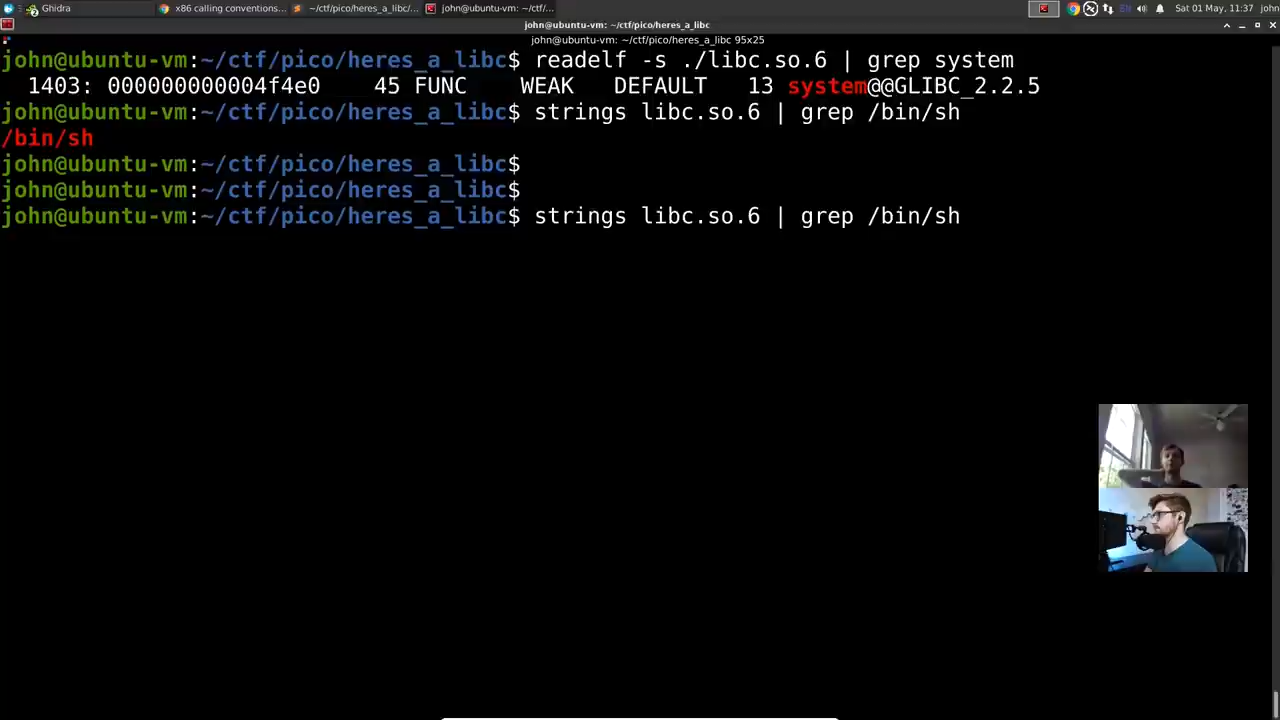 Ghidra
x86 calling conventions...
~/ctf/pico/heres_a_libc/...
john@ubuntu-vm: ~/ctf/...
EN
Sat 01 May, 11:37
john
john@ubuntu-vm: ~/ctf/pico/heres_a_libc
john@ubuntu-vm: ~/ctf/pico/heres_a_libc 95x25
john@ubuntu-vm:~/ctf/pico/heres_a_libc$ readelf -s ./libc.so.6 | grep system
1403: 000000000004f4e0 45 FUNC WEAK DEFAULT 13 system@@GLIBC_2.2.5
john@ubuntu-vm:~/ctf/pico/heres_a_libc$ strings libc.so.6 | grep /bin/sh
/bin/sh
john@ubuntu-vm:~/ctf/pico/heres_a_libc$
john@ubuntu-vm:~/ctf/pico/heres_a_libc$
john@ubuntu-vm:~/ctf/pico/heres_a_libc$ strings libc.so.6 | grep /bin/sh